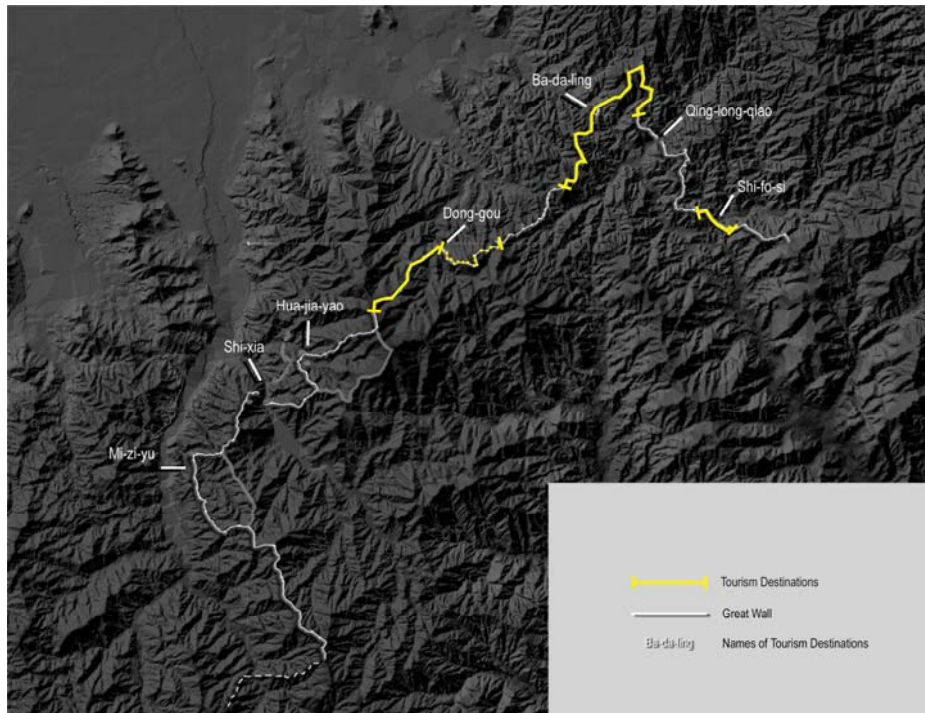 Ba-da-ling
Qing-long-qiao
Shi-fo-si
Dong-gou
Hua-jia-yao
Shi-xia
Mi-zi-yu
Tourism Destinations
Great Wall
Ba-da-ling
Names of Tourism Destinations